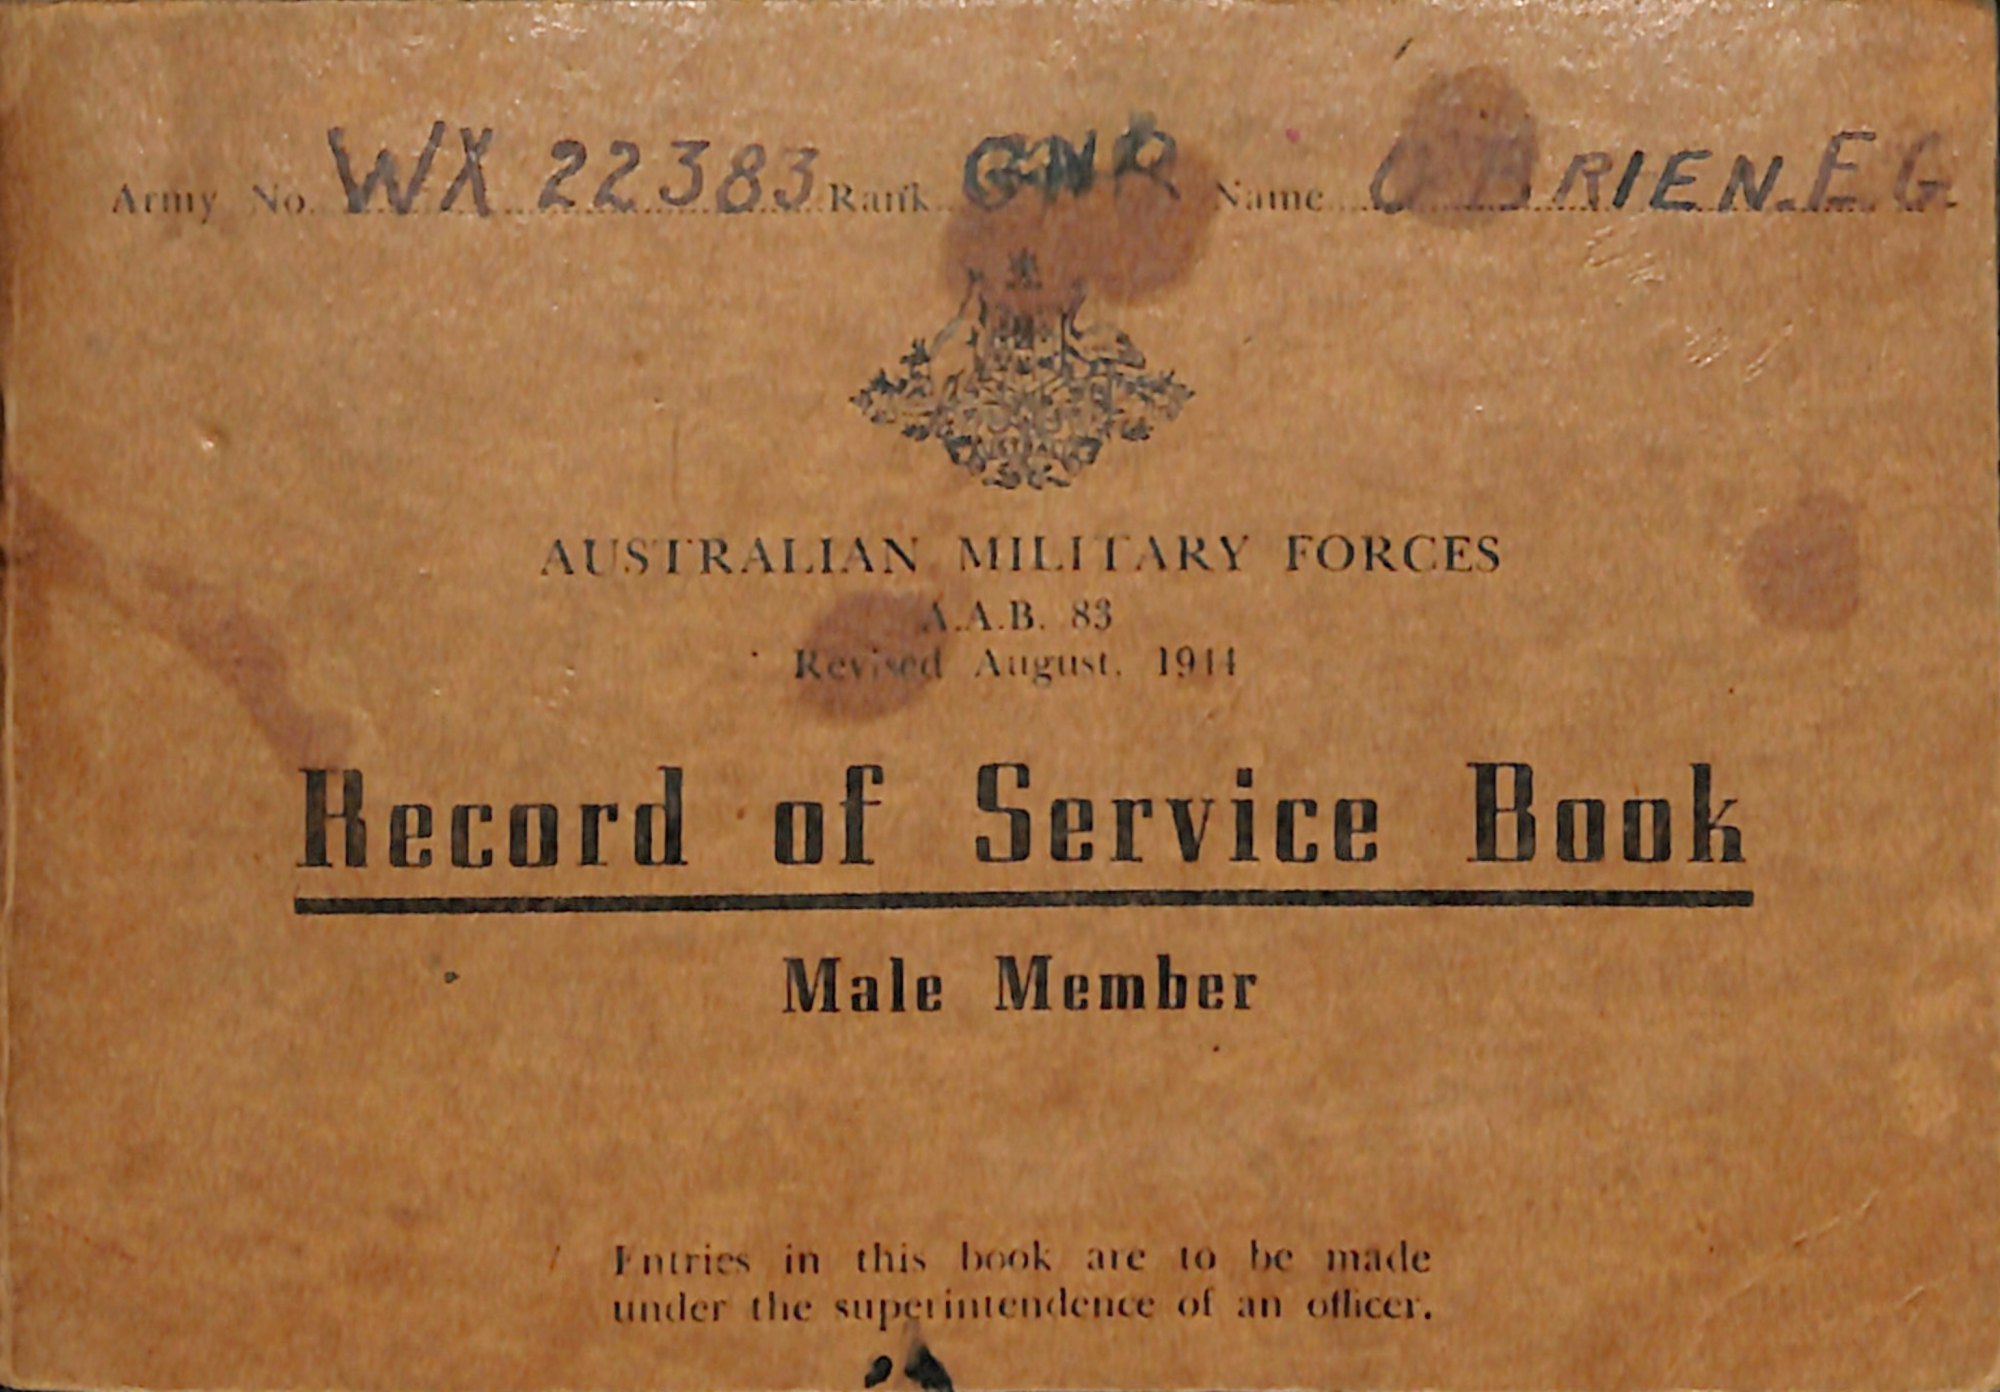 Army No. WX 22383 Rank GNR Name O'BRIEN. E G
AUSTRALIA
AUSTRALIAN MILITARY FORCES
A.A.B. 83
Revised August, 1944
Record of Service Book
Male Member
Entries in this book are to be made
under the superintendence of an officer.